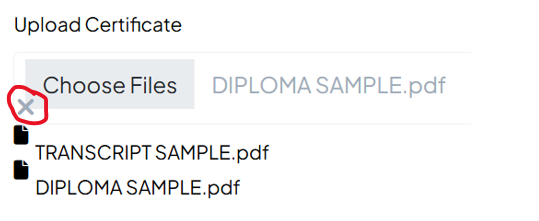 Upload Certificate
Choose Files DIPLOMA SAMPLE.pdf
TRANSCRIPT SAMPLE.pdf
DIPLOMA SAMPLE.pdf